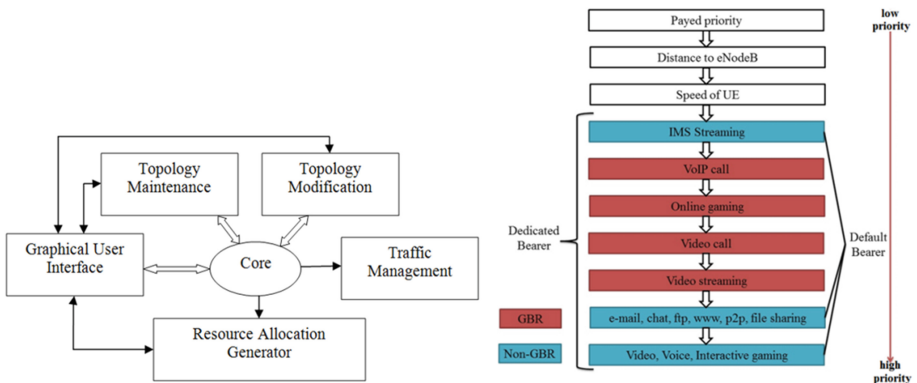 Topology
Maintenance
Topology
Modification
Graphical User
Interface
Core
Traffic
Management
Resource Allocation
Generator
low
priority
Payed priority
Distance to eNodeB
Speed of UE
IMS Streaming
VoIP call
Online gaming
Dedicated
Bearer
Video call
Default
Bearer
Video streaming
GBR
e-mail, chat, ftp, www, p2p, file sharing
Non-GBR
Video, Voice, Interactive gaming
high
priority